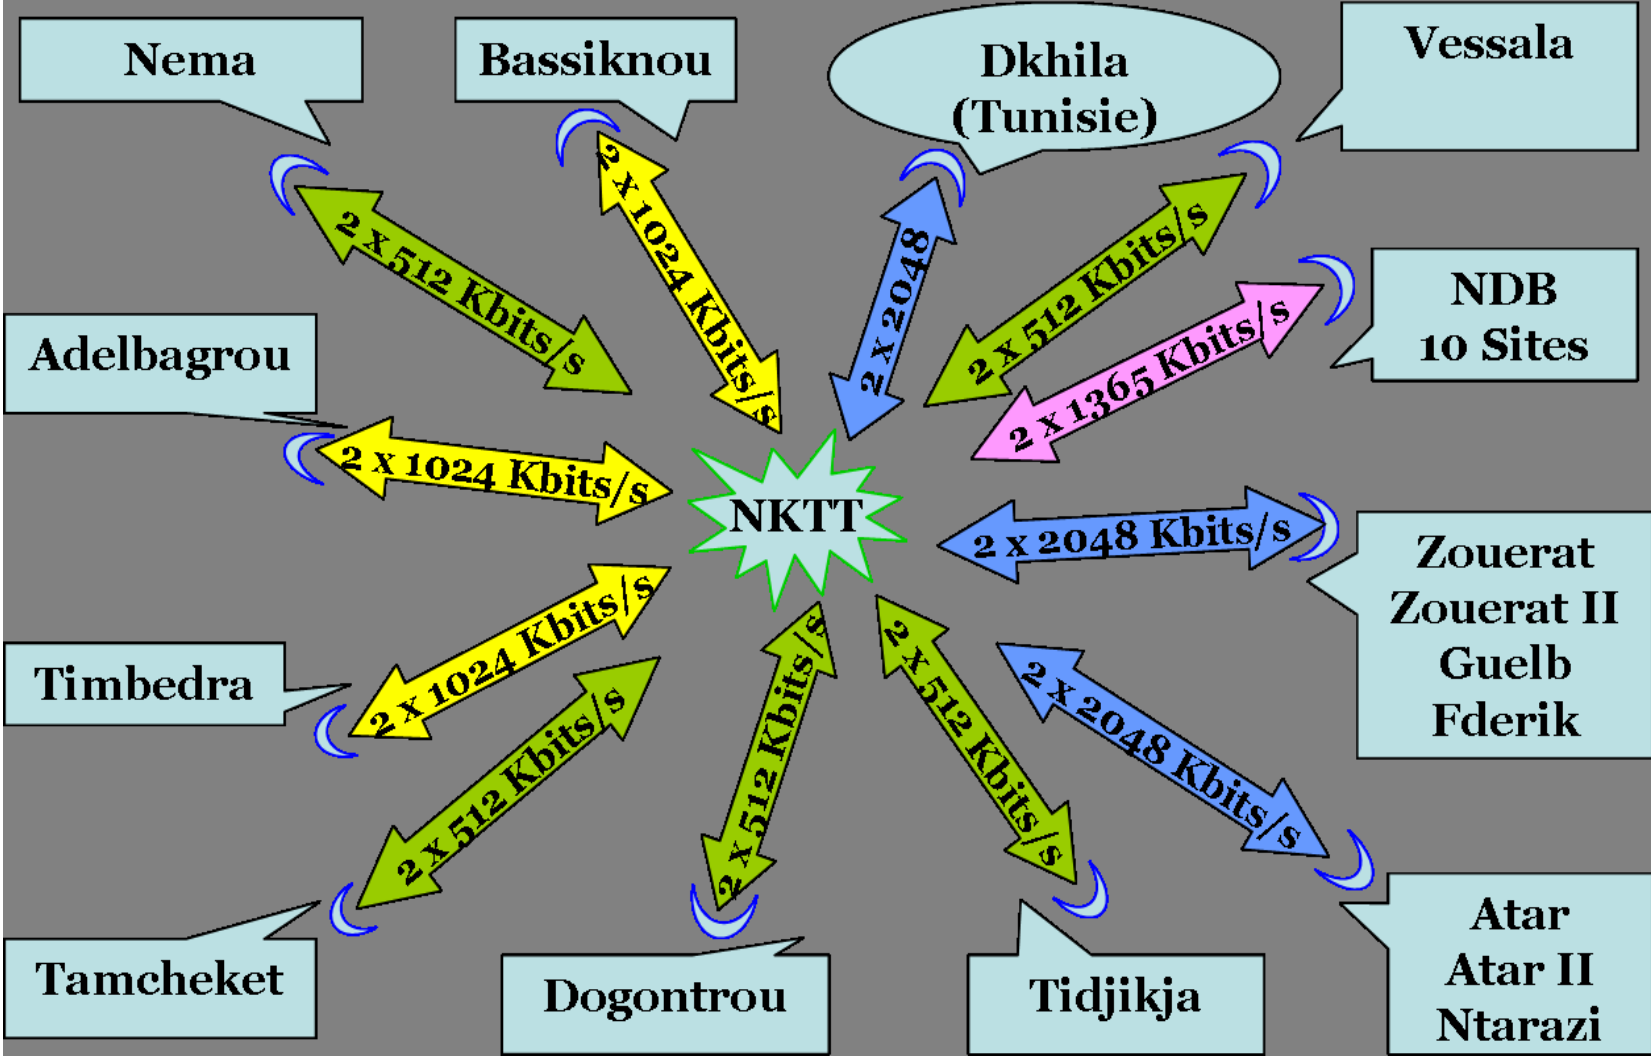 Nema
Bassiknou
Dkhila
(Tunisie)
Vessala
2 x 512 Kbits/s
2 x 1024 Kbits/s
2 x 2048
2 x 512 Kbits/s
NDB
10 Sites
2 x 1365 Kbits/s
Adelbagrou
2 x 1024 Kbits/s
NKTT
2 x 2048 Kbits/s
Zouerat
Zouerat II
Guelb
Fderik
Timbedra
2 x 1024 Kbits/s
2 x 512 Kbits/s
2 x 512 Kbits/s
2 x 512 Kbits/s
2 x 2048 Kbits/s
Tamcheket
Dogontrou
Tidjikja
Atar
Atar II
Ntarazi